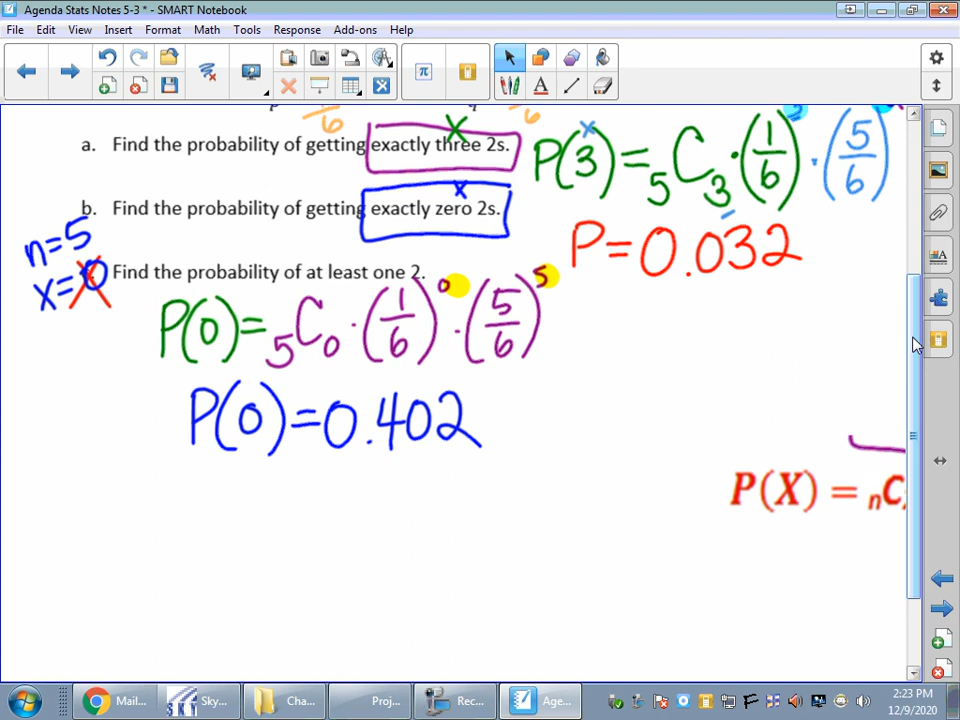 Agenda Stats Notes 5-3 * - SMART Notebook
File Edit View Insert Format Math Tools Response Add-ons Help
6 6
a. Find the probability of getting exactly three 2s.
x
x
P(3) = 5C3 · (1/6) · (5/6)
b. Find the probability of getting exactly zero 2s.
x
P = 0.032
n=5
x=0
Find the probability of at least one 2.
P(0) = 5C0 · (1/6)^0 · (5/6)^5
P(0) = 0.402
P(X) = nC
Mail...
Sky...
Cha...
Proj...
Rec...
Age...
2:23 PM
12/9/2020